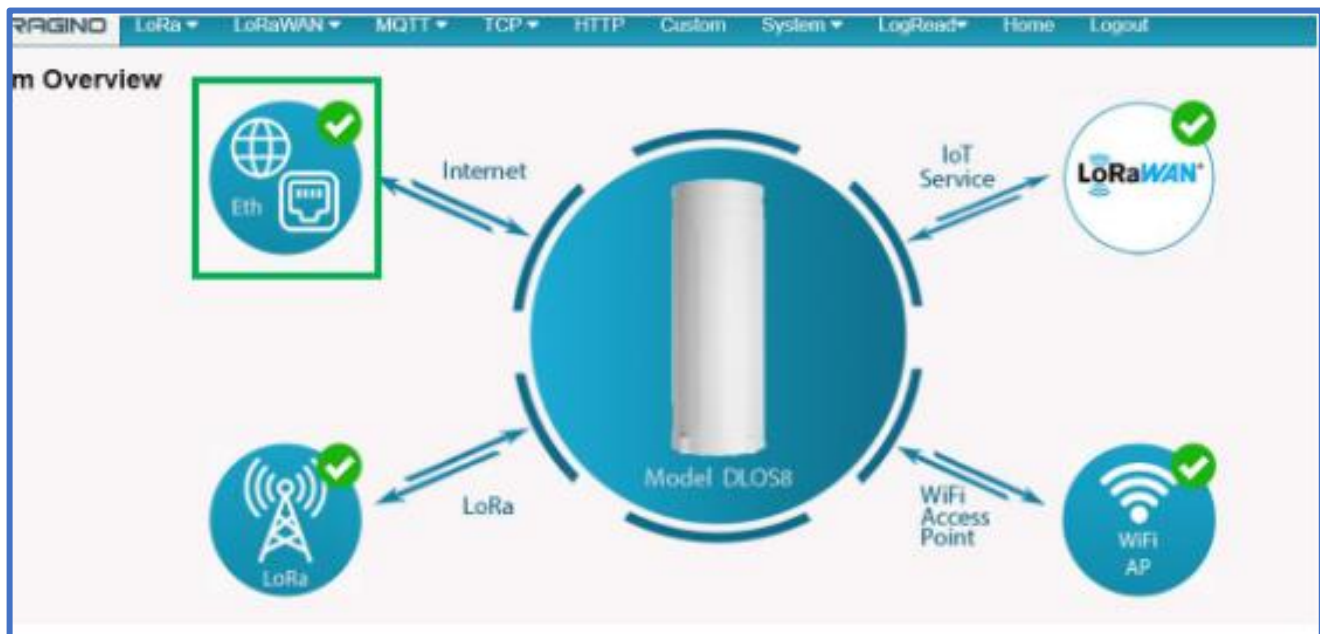 RAGINO LoRa LoRaWAN MQTT TCP HTTP Custom System LogRead Home Logout
m Overview
Eth
Internet
IoT
Service
LoRaWAN
Model DLOS8
LoRa
LoRa
WiFi
Access
Point
WiFi
AP